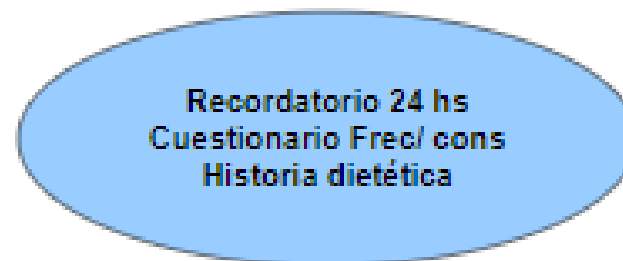 Recordatorio 24 hs
Cuestionario Frec/ cons
Historia dietética